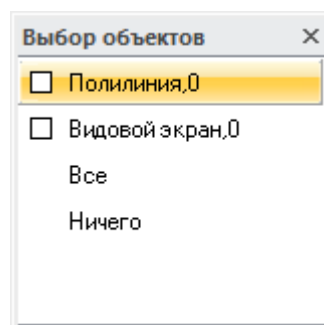 Выбор объектов
Полилиния,0
Видовой экран,0
Все
Ничего